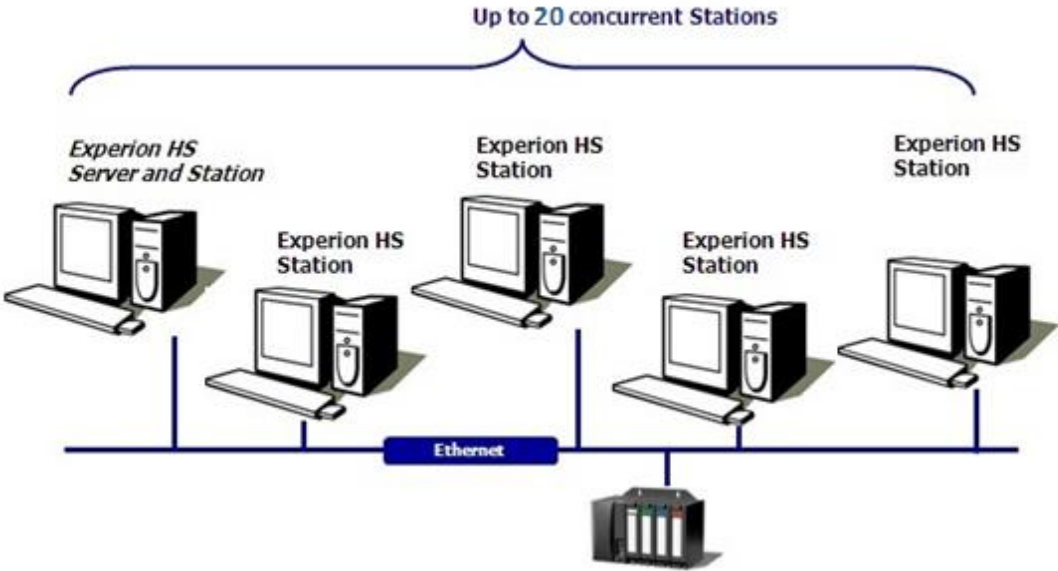 Up to 20 concurrent Stations
Experion HS
Server and Station
Experion HS
Station
Experion HS
Station
Experion HS
Station
Experion HS
Station
Ethernet